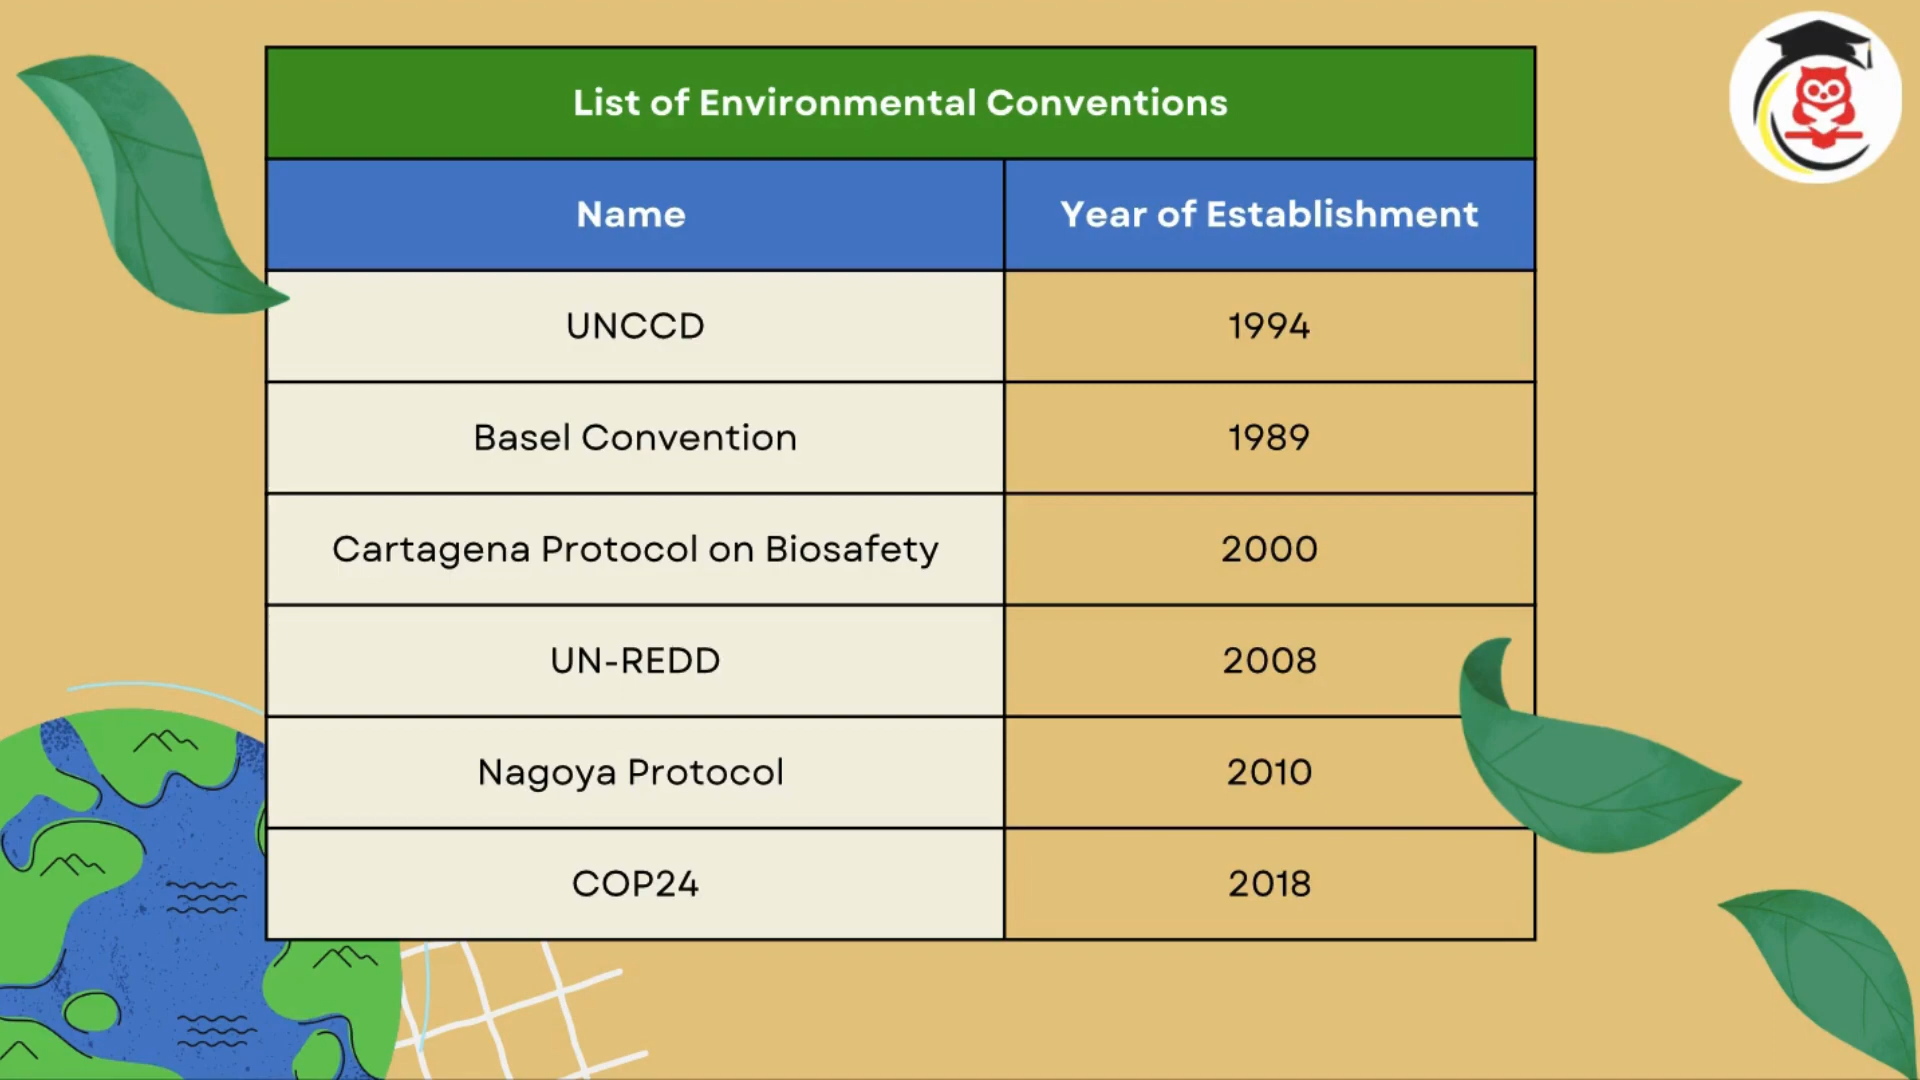 List of Environmental Conventions
Name
Year of Establishment
UNCCD
1994
Basel Convention
1989
Cartagena Protocol on Biosafety
2000
UN-REDD
2008
Nagoya Protocol
2010
COP24
2018